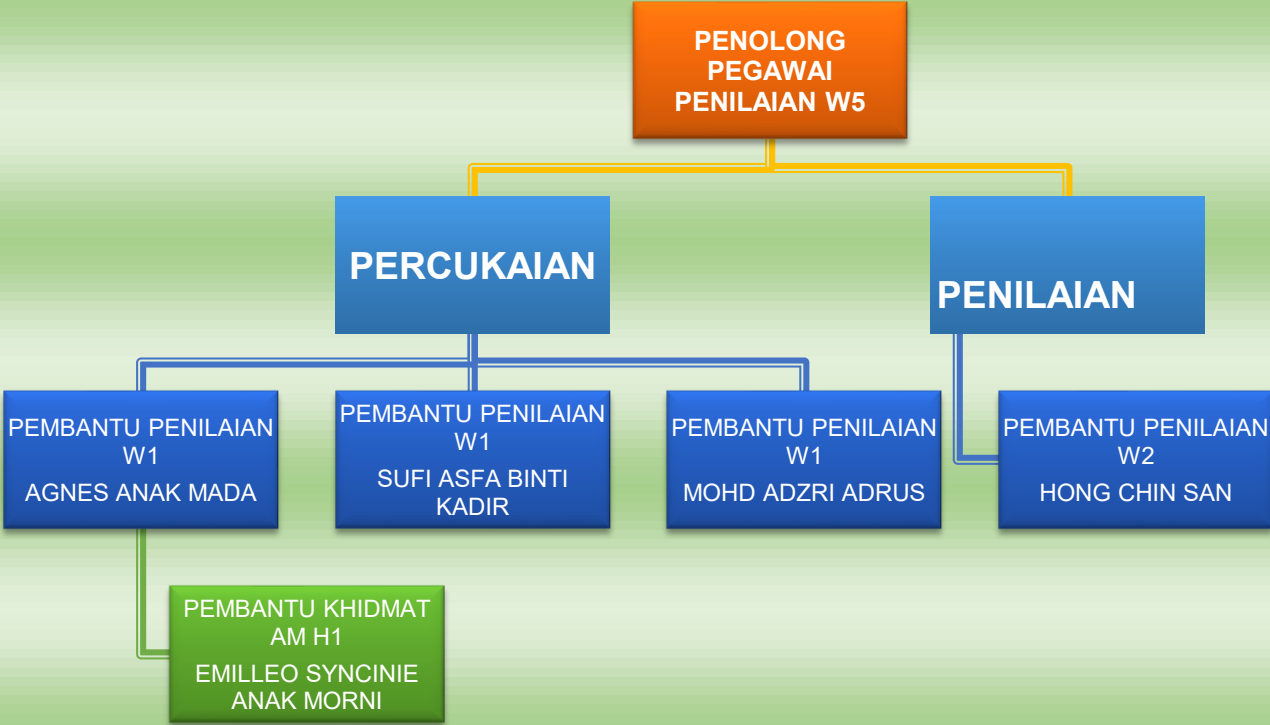 PENOLONG
PEGAWAI
PENILAIAN W5
PERCUKAIAN
PENILAIAN
PEMBANTU PENILAIAN
W1
AGNES ANAK MADA
PEMBANTU PENILAIAN
W1
SUFI ASFA BINTI
KADIR
PEMBANTU PENILAIAN
W1
MOHD ADZRI ADRUS
PEMBANTU PENILAIAN
W2
HONG CHIN SAN
PEMBANTU KHIDMAT
AM H1
EMILLEO SYNCINIE
ANAK MORNI